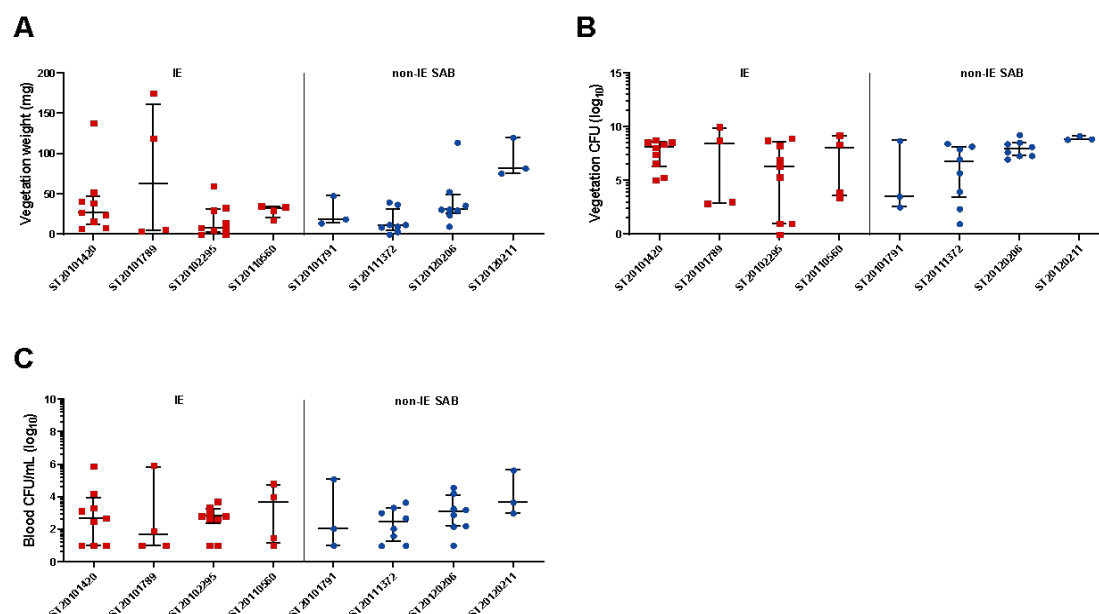 A
IE
non-IE SAB
Vegetation weight (mg)
200
150
100
50
0
ST20101420
ST20101789
ST20102295
ST20110560
ST20101791
ST20111372
ST20120206
ST20120211
B
IE
non-IE SAB
Vegetation CFU (log10)
15
10
5
0
ST20101420
ST20101789
ST20102295
ST20110560
ST20101791
ST20111372
ST20120206
ST20120211
C
IE
non-IE SAB
Blood CFU/mL (log10)
10
8
6
4
2
0
ST20101420
ST20101789
ST20102295
ST20110560
ST20101791
ST20111372
ST20120206
ST20120211